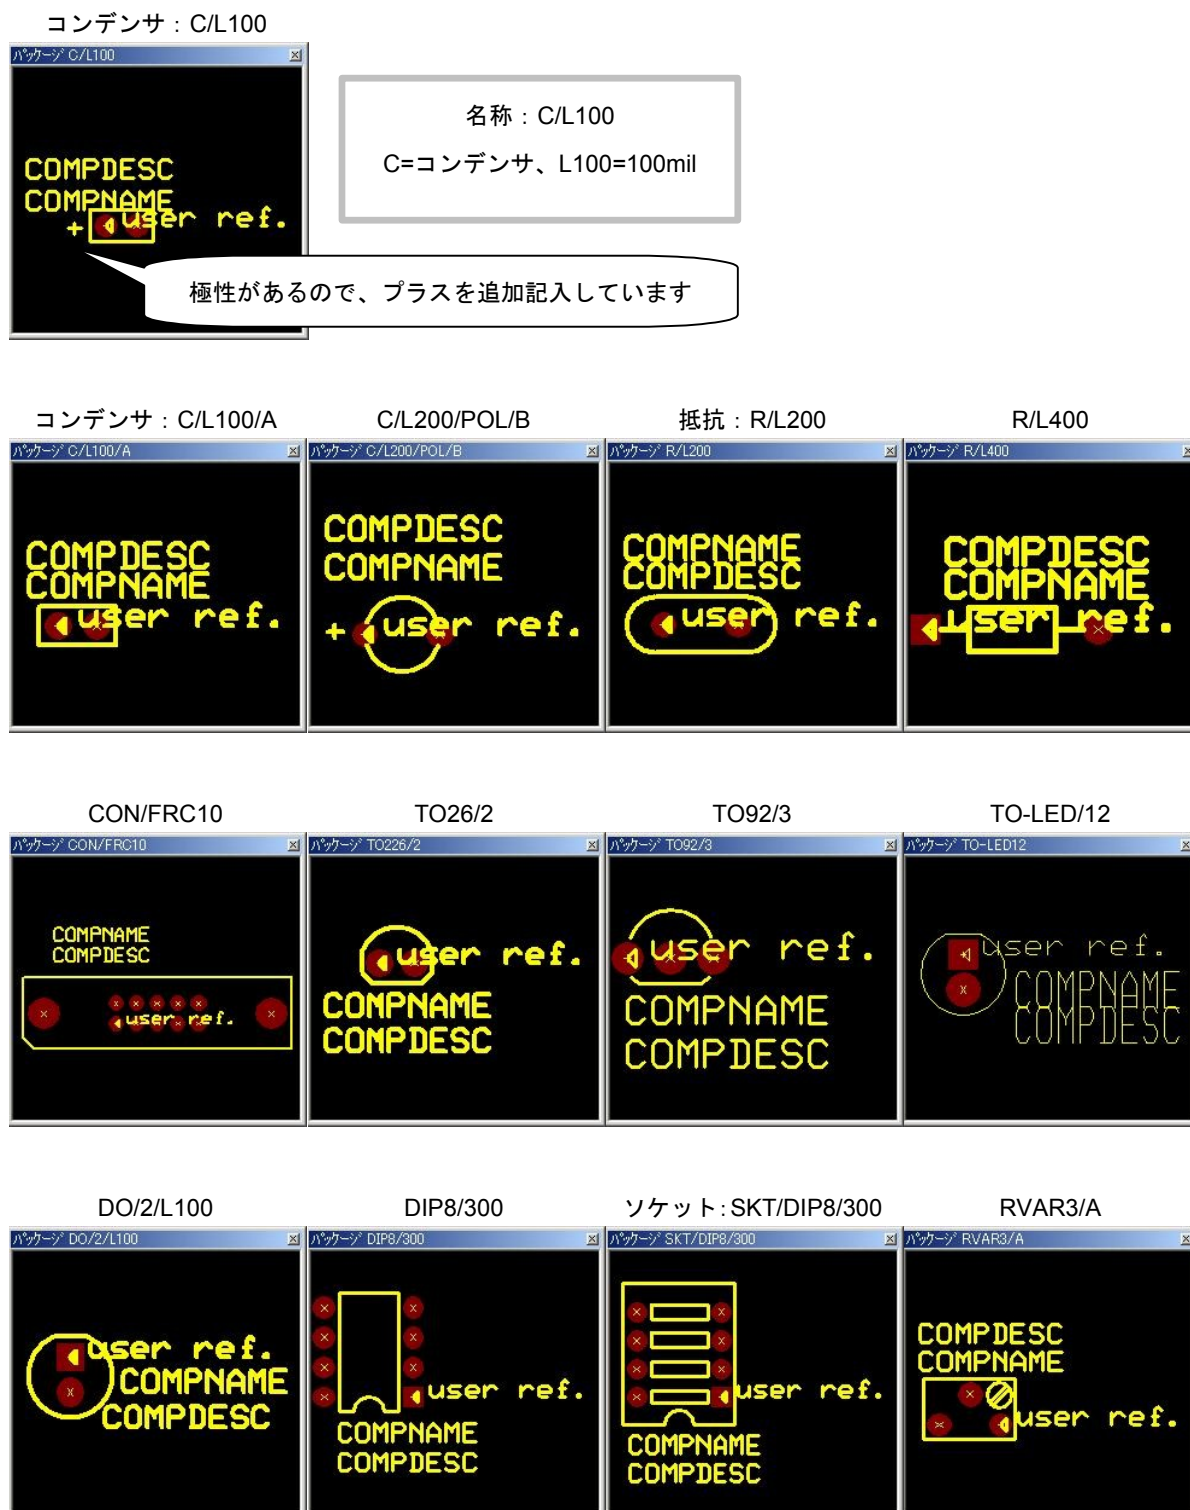 コンデンサ：C/L100
パッケージ C/L100
COMPDESC
COMPNAME
+
user ref.
名称：C/L100
C=コンデンサ、L100=100mil
極性があるので、プラスを追加記入しています
コンデンサ：C/L100/A
C/L200/POL/B
抵抗：R/L200
R/L400
パッケージ C/L100/A
COMPDESC
COMPNAME
user ref.
パッケージ C/L200/POL/B
COMPDESC
COMPNAME
+
user ref.
パッケージ R/L200
COMPNAME
COMPDESC
user ref.
パッケージ R/L400
COMPDESC
COMPNAME
user ref.
CON/FRC10
TO26/2
TO92/3
TO-LED/12
パッケージ CON/FRC10
COMPNAME
COMPDESC
user ref.
パッケージ TO226/2
user ref.
COMPNAME
COMPDESC
パッケージ TO92/3
user ref.
COMPNAME
COMPDESC
パッケージ TO-LED12
user ref.
COMPNAME
COMPDESC
DO/2/L100
DIP8/300
ソケット：SKT/DIP8/300
RVAR3/A
パッケージ DO/2/L100
user ref.
COMPNAME
COMPDESC
パッケージ DIP8/300
user ref.
COMPNAME
COMPDESC
パッケージ SKT/DIP8/300
user ref.
COMPNAME
COMPDESC
パッケージ RVAR3/A
COMPDESC
COMPNAME
user ref.